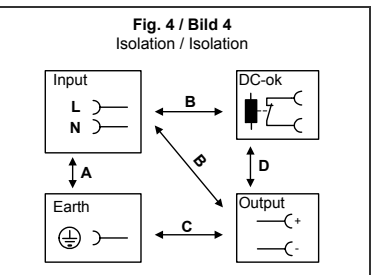 Fig. 4 / Bild 4
Isolation / Isolation
Input
DC-ok
L
N
B
A
B
D
Earth
Output
C
+
-